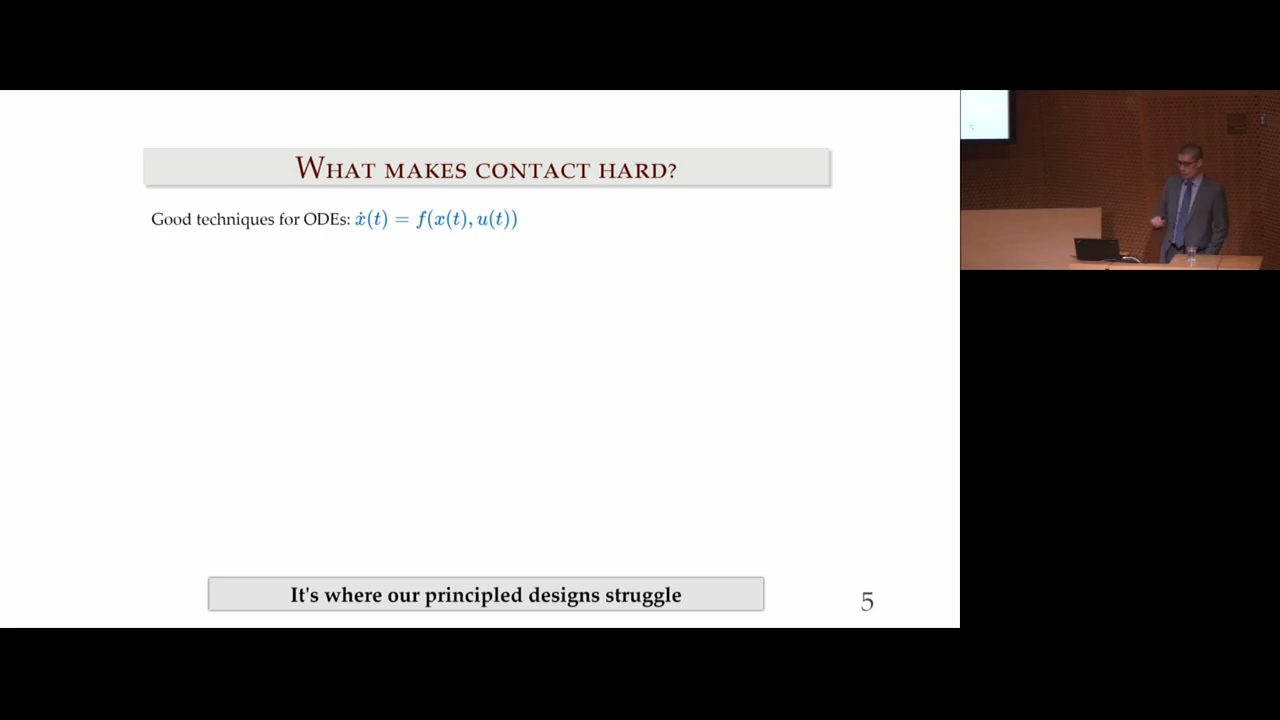 WHAT MAKES CONTACT HARD?
Good techniques for ODEs: ẋ(t) = f(x(t), u(t))
It's where our principled designs struggle
5